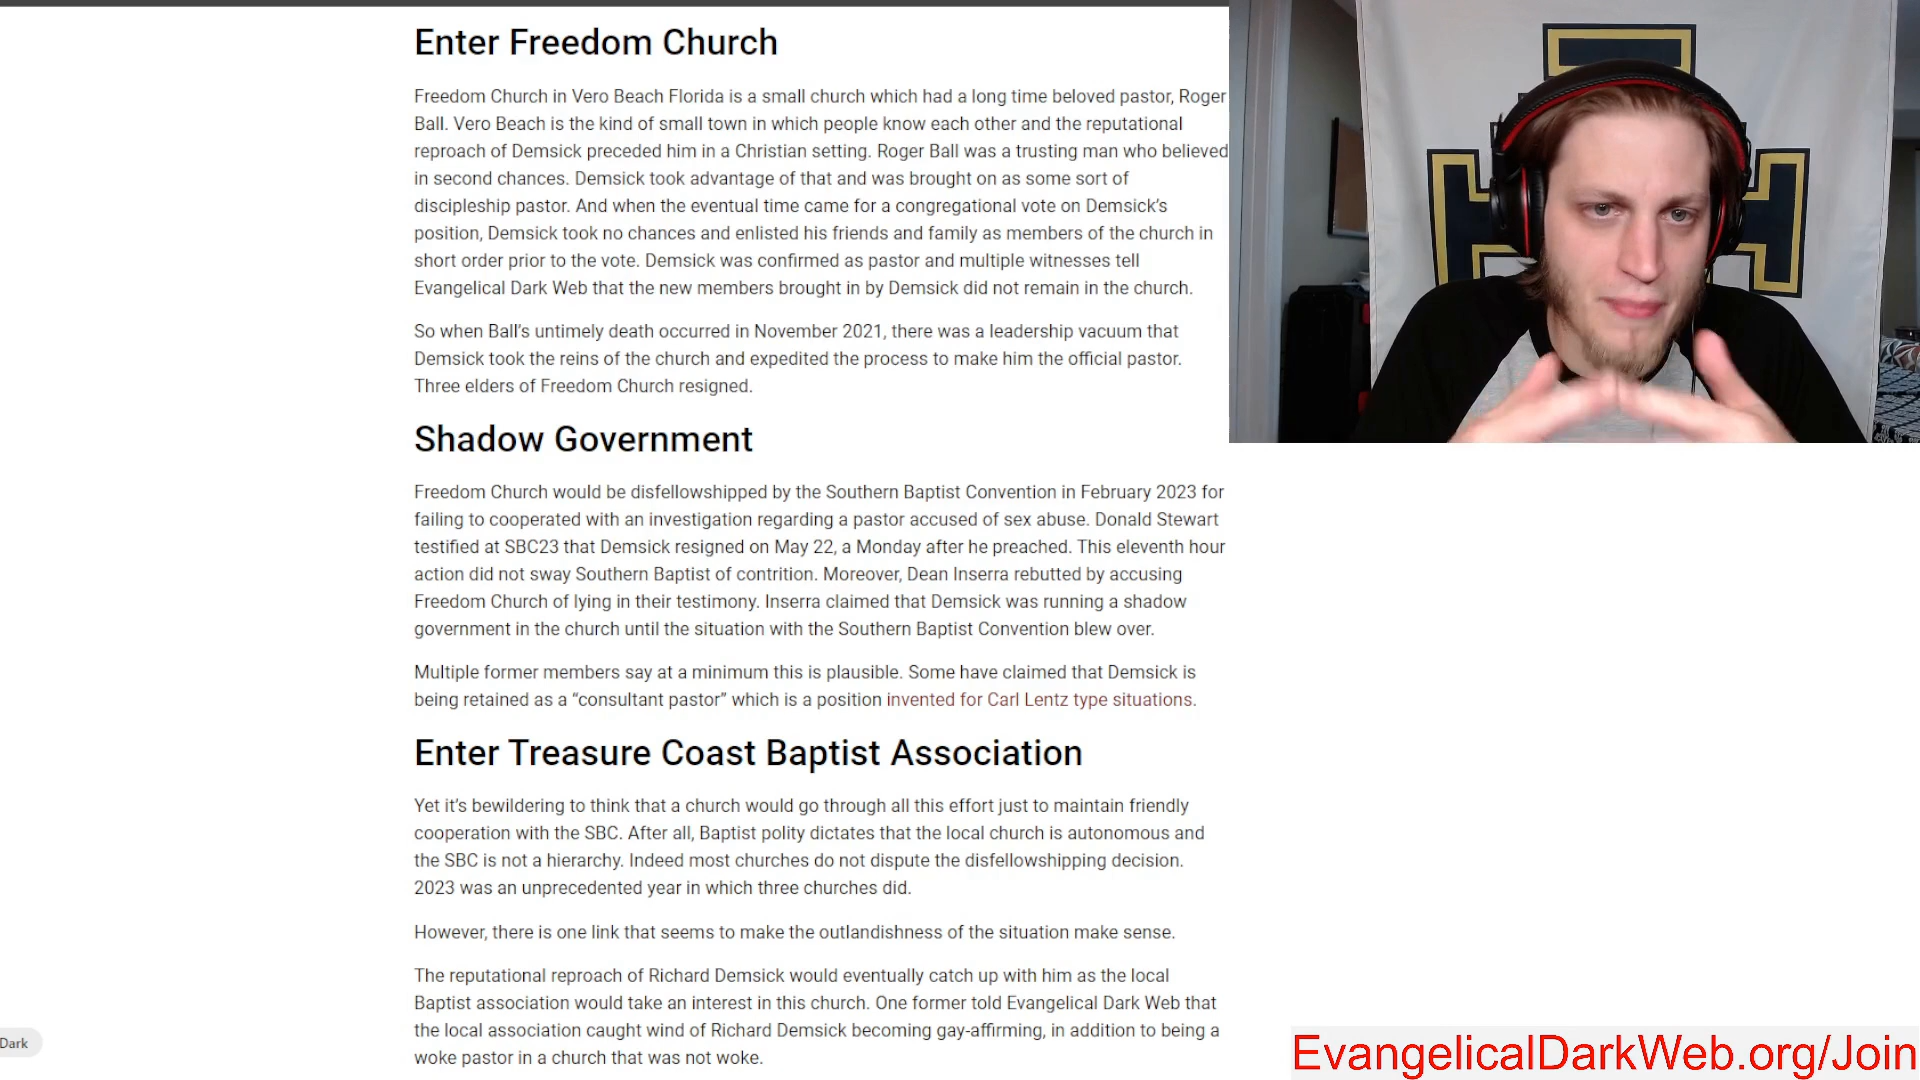 Enter Freedom Church
Freedom Church in Vero Beach Florida is a small church which had a long time beloved pastor, Roger
Ball. Vero Beach is the kind of small town in which people know each other and the reputational
reproach of Demsick preceded him in a Christian setting. Roger Ball was a trusting man who believed
in second chances. Demsick took advantage of that and was brought on as some sort of
discipleship pastor. And when the eventual time came for a congregational vote on Demsick's
position, Demsick took no chances and enlisted his friends and family as members of the church in
short order prior to the vote. Demsick was confirmed as pastor and multiple witnesses tell
Evangelical Dark Web that the new members brought in by Demsick did not remain in the church.
So when Ball's untimely death occurred in November 2021, there was a leadership vacuum that
Demsick took the reins of the church and expedited the process to make him the official pastor.
Three elders of Freedom Church resigned.
Shadow Government
Freedom Church would be disfellowshipped by the Southern Baptist Convention in February 2023 for
failing to cooperated with an investigation regarding a pastor accused of sex abuse. Donald Stewart
testified at SBC23 that Demsick resigned on May 22, a Monday after he preached. This eleventh hour
action did not sway Southern Baptist of contrition. Moreover, Dean Inserra rebutted by accusing
Freedom Church of lying in their testimony. Inserra claimed that Demsick was running a shadow
government in the church until the situation with the Southern Baptist Convention blew over.
Multiple former members say at a minimum this is plausible. Some have claimed that Demsick is
being retained as a “consultant pastor” which is a position invented for Carl Lentz type situations.
Enter Treasure Coast Baptist Association
Yet it's bewildering to think that a church would go through all this effort just to maintain friendly
cooperation with the SBC. After all, Baptist polity dictates that the local church is autonomous and
the SBC is not a hierarchy. Indeed most churches do not dispute the disfellowshipping decision.
2023 was an unprecedented year in which three churches did.
However, there is one link that seems to make the outlandishness of the situation make sense.
The reputational reproach of Richard Demsick would eventually catch up with him as the local
Baptist association would take an interest in this church. One former told Evangelical Dark Web that
the local association caught wind of Richard Demsick becoming gay-affirming, in addition to being a
woke pastor in a church that was not woke.
Dark
EvangelicalDarkWeb.org/Join